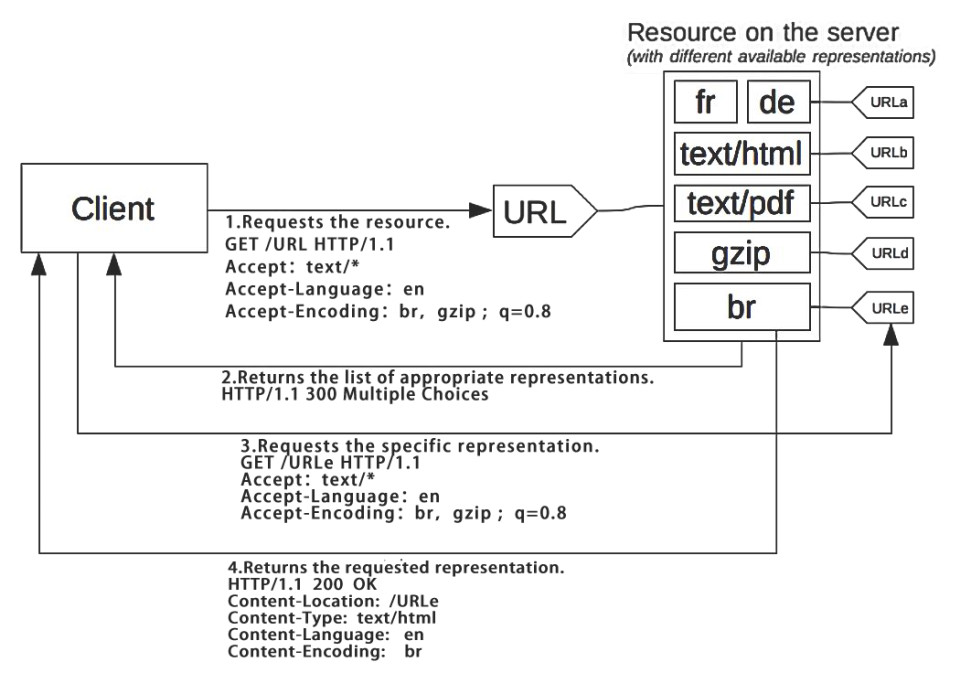 Resource on the server
(with different available representations)
fr
de
URLa
text/html
URLb
Client
URL
text/pdf
URLc
1.Requests the resource.
GET /URL HTTP/1.1
Accept: text/*
Accept-Language: en
Accept-Encoding: br, gzip ; q=0.8
gzip
URLd
br
URLe
2.Returns the list of appropriate representations.
HTTP/1.1 300 Multiple Choices
3.Requests the specific representation.
GET /URLe HTTP/1.1
Accept: text/*
Accept-Language: en
Accept-Encoding: br, gzip ; q=0.8
4.Returns the requested representation.
HTTP/1.1 200 OK
Content-Location: /URLe
Content-Type: text/html
Content-Language: en
Content-Encoding: br